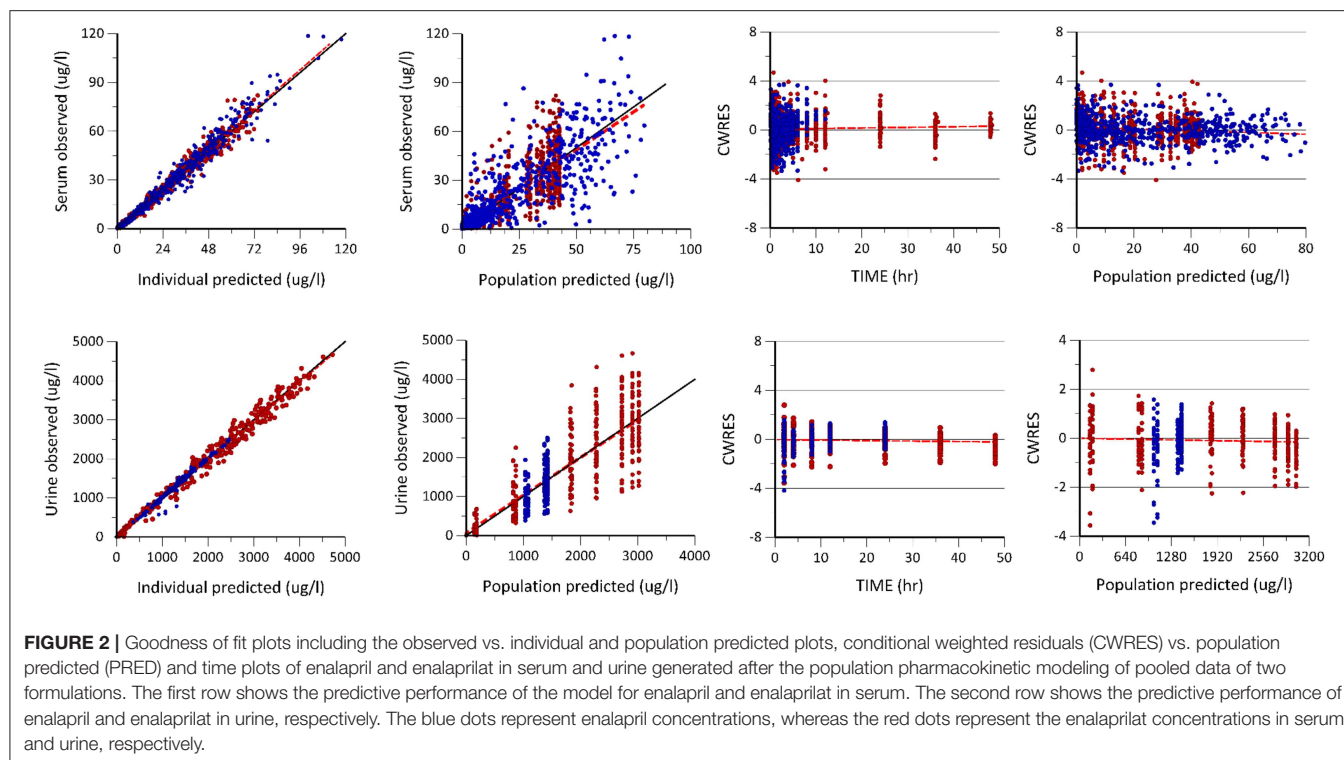 120
90
60
30
0
Serum observed (ug/l)
0 24 48 72 96 120
Individual predicted (ug/l)
120
90
60
30
0
Serum observed (ug/l)
0 25 50 75 100
Population predicted (ug/l)
8
4
0
-4
-8
CWRES
0 10 20 30 40 50
TIME (hr)
8
4
0
-4
-8
CWRES
0 20 40 60 80
Population predicted (ug/l)
5000
4000
3000
2000
1000
0
Urine observed (ug/l)
0 1000 2000 3000 4000 5000
Individual predicted (ug/l)
5000
4000
3000
2000
1000
0
Urine observed (ug/l)
0 1000 2000 3000 4000
Population predicted (ug/l)
8
4
0
-4
-8
CWRES
0 10 20 30 40 50
TIME (hr)
4
2
0
-2
-4
CWRES
0 640 1280 1920 2560 3200
Population predicted (ug/l)
FIGURE 2 | Goodness of fit plots including the observed vs. individual and population predicted plots, conditional weighted residuals (CWRES) vs. population
predicted (PRED) and time plots of enalapril and enalaprilat in serum and urine generated after the population pharmacokinetic modeling of pooled data of two
formulations. The first row shows the predictive performance of the model for enalapril and enalaprilat in serum. The second row shows the predictive performance of
enalapril and enalaprilat in urine, respectively. The blue dots represent enalapril concentrations, whereas the red dots represent the enalaprilat concentrations in serum
and urine, respectively.